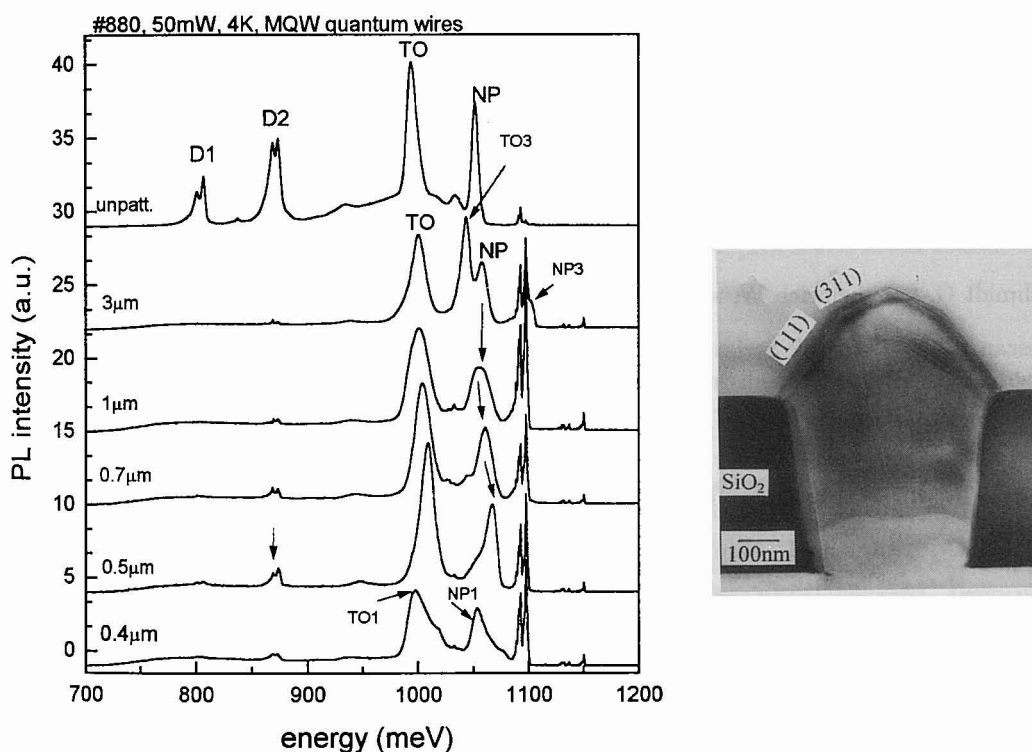 #880, 50mW, 4K, MQW quantum wires
PL intensity (a.u.)
40
35
30
25
20
15
10
5
0
TO
NP
TO3
D1
D2
unpatt.
TO
NP
NP3
3μm
1μm
0.7μm
0.5μm
TO1
NP1
0.4μm
700
800
900
1000
1100
1200
energy (meV)
(111)
(311)
SiO₂
100nm